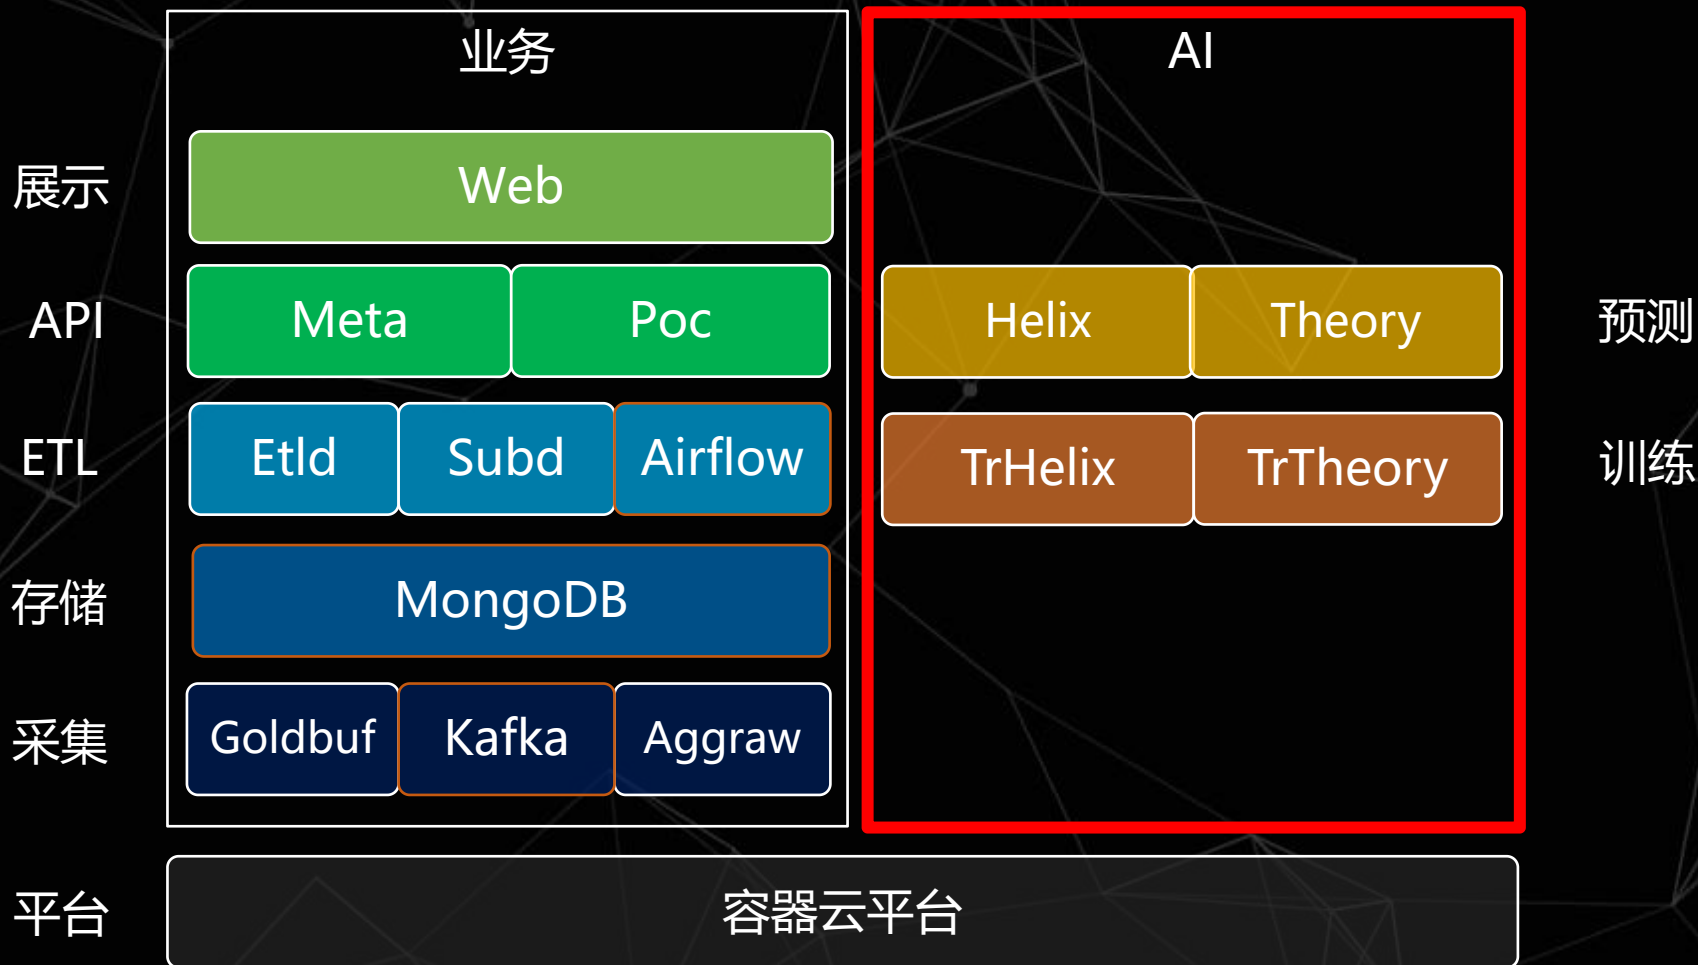 业务
AI
展示
Web
API
Meta
Poc
Helix
Theory
预测
ETL
Etld
Subd
Airflow
TrHelix
TrTheory
训练
存储
MongoDB
采集
Goldbuf
Kafka
Aggraw
平台
容器云平台